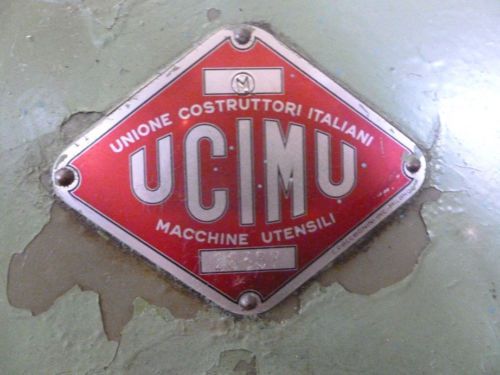 UNIONE COSTRUTTORI ITALIANI
UCIMU
MACCHINE UTENSILI